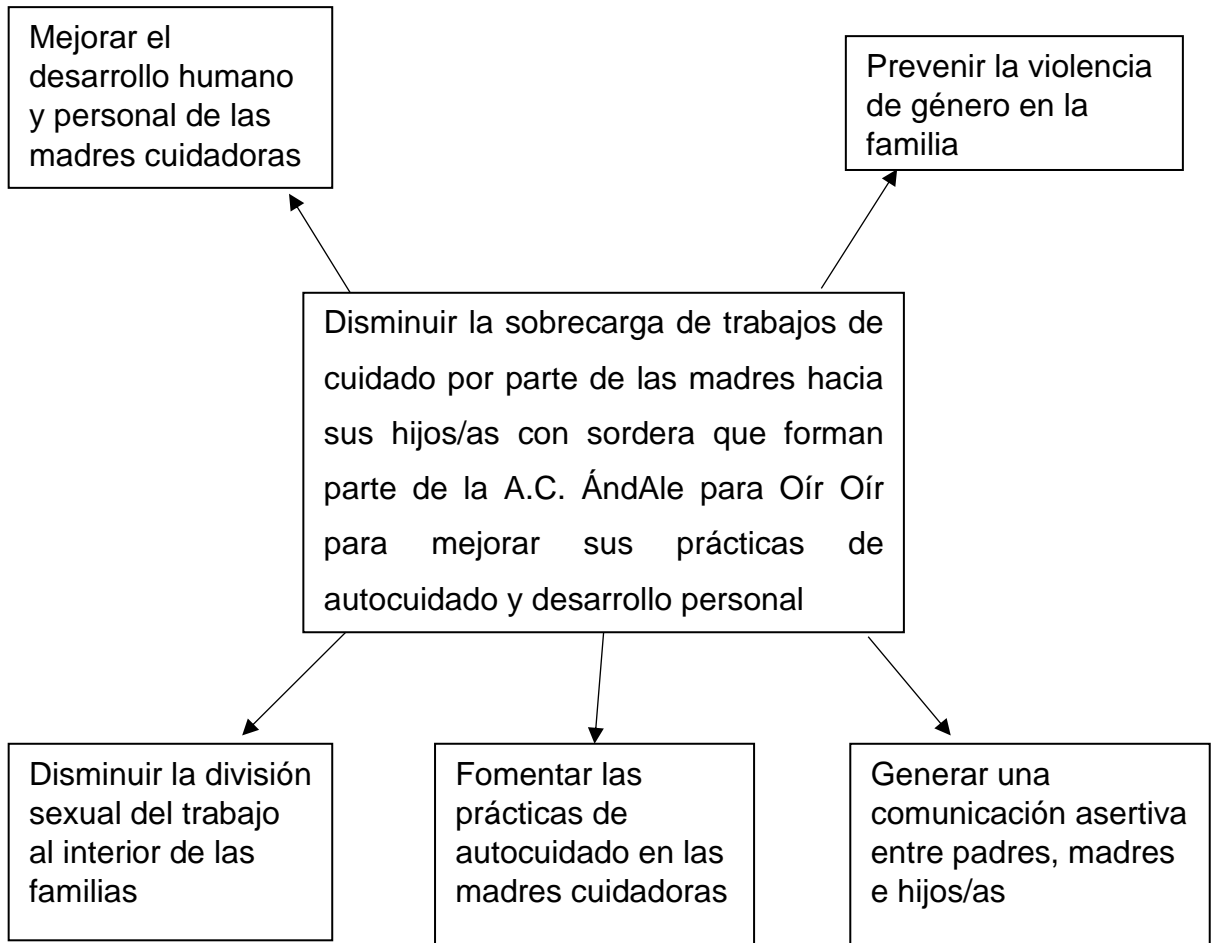 Mejorar el
desarrollo humano
y personal de las
madres cuidadoras
Prevenir la violencia
de género en la
familia
Disminuir la sobrecarga de trabajos de
cuidado por parte de las madres hacia
sus hijos/as con sordera que forman
parte de la A.C. ÁndAle para Oír Oír
para mejorar sus prácticas de
autocuidado y desarrollo personal
Disminuir la división
sexual del trabajo
al interior de las
familias
Fomentar las
prácticas de
autocuidado en las
madres cuidadoras
Generar una
comunicación asertiva
entre padres, madres
e hijos/as